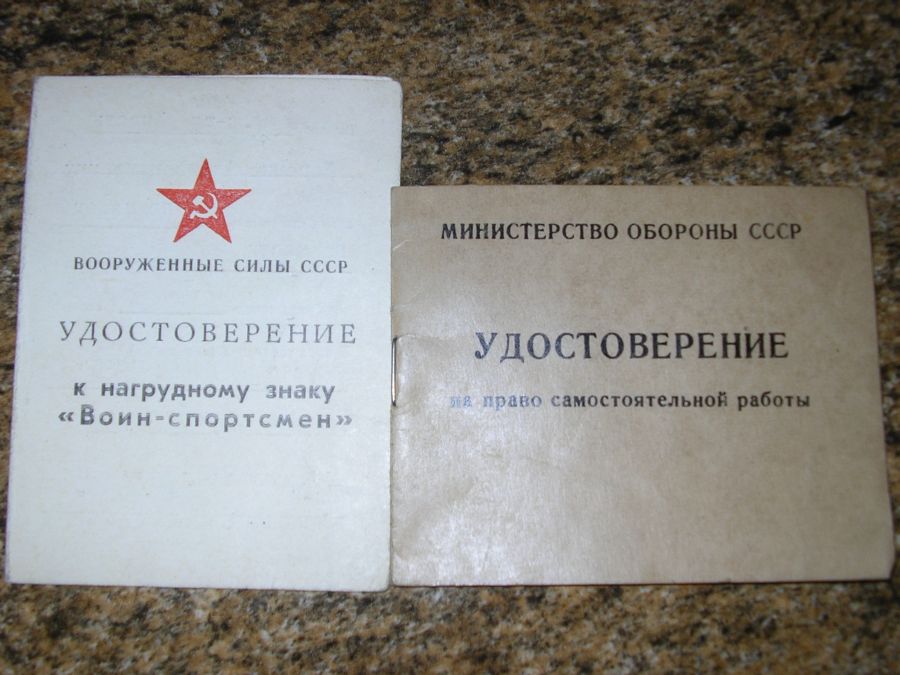 ВООРУЖЕННЫЕ СИЛЫ СССР
УДОСТОВЕРЕНИЕ
к нагрудному знаку
«Воин-спортсмен»
МИНИСТЕРСТВО ОБОРОНЫ СССР
УДОСТОВЕРЕНИЕ
на право самостоятельной работы